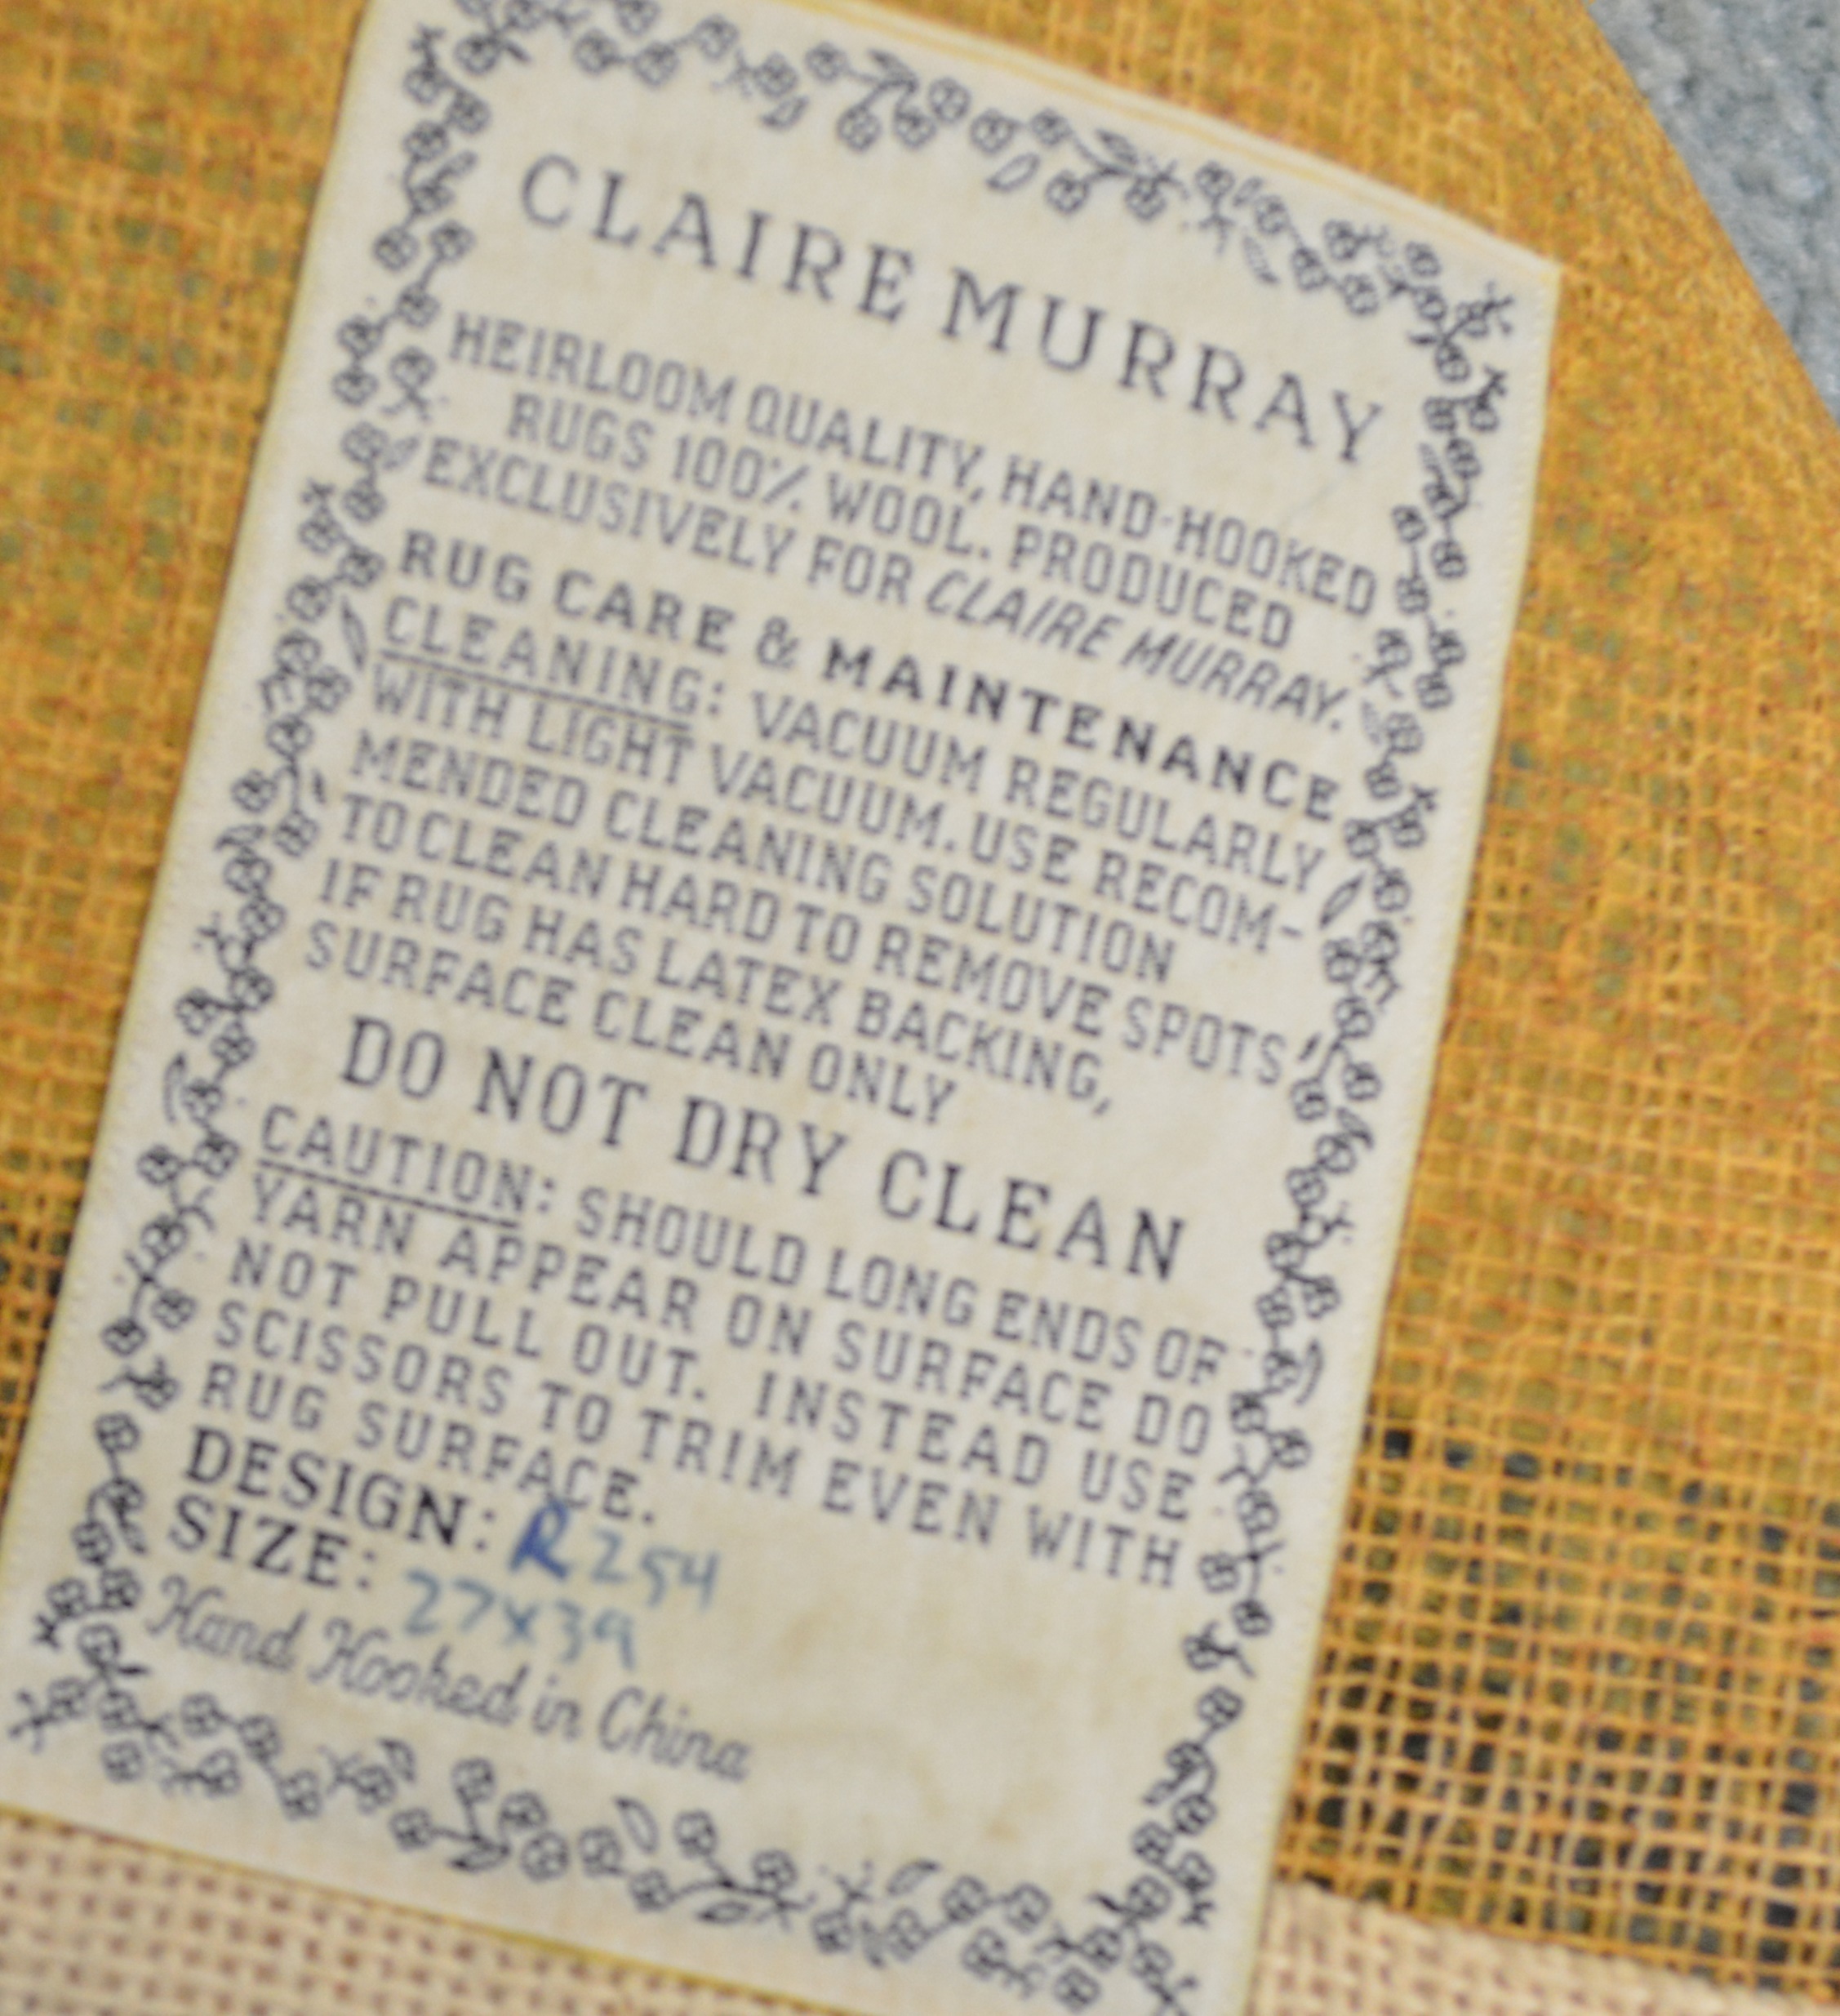 CLAIRE MURRAY
HEIRLOOM QUALITY, HAND-HOOKED
RUGS 100% WOOL. PRODUCED
EXCLUSIVELY FOR CLAIRE MURRAY.
RUG CARE & MAINTENANCE
CLEANING: VACUUM REGULARLY
WITH LIGHT VACUUM. USE RECOM-
MENDED CLEANING SOLUTION
TO CLEAN HARD TO REMOVE SPOTS
IF RUG HAS LATEX BACKING,
SURFACE CLEAN ONLY
DO NOT DRY CLEAN
CAUTION: SHOULD LONG ENDS OF
YARN APPEAR ON SURFACE DO
NOT PULL OUT. INSTEAD USE
SCISSORS TO TRIM EVEN WITH
RUG SURFACE.
DESIGN: R254
SIZE: 27X39
Hand Hooked in China